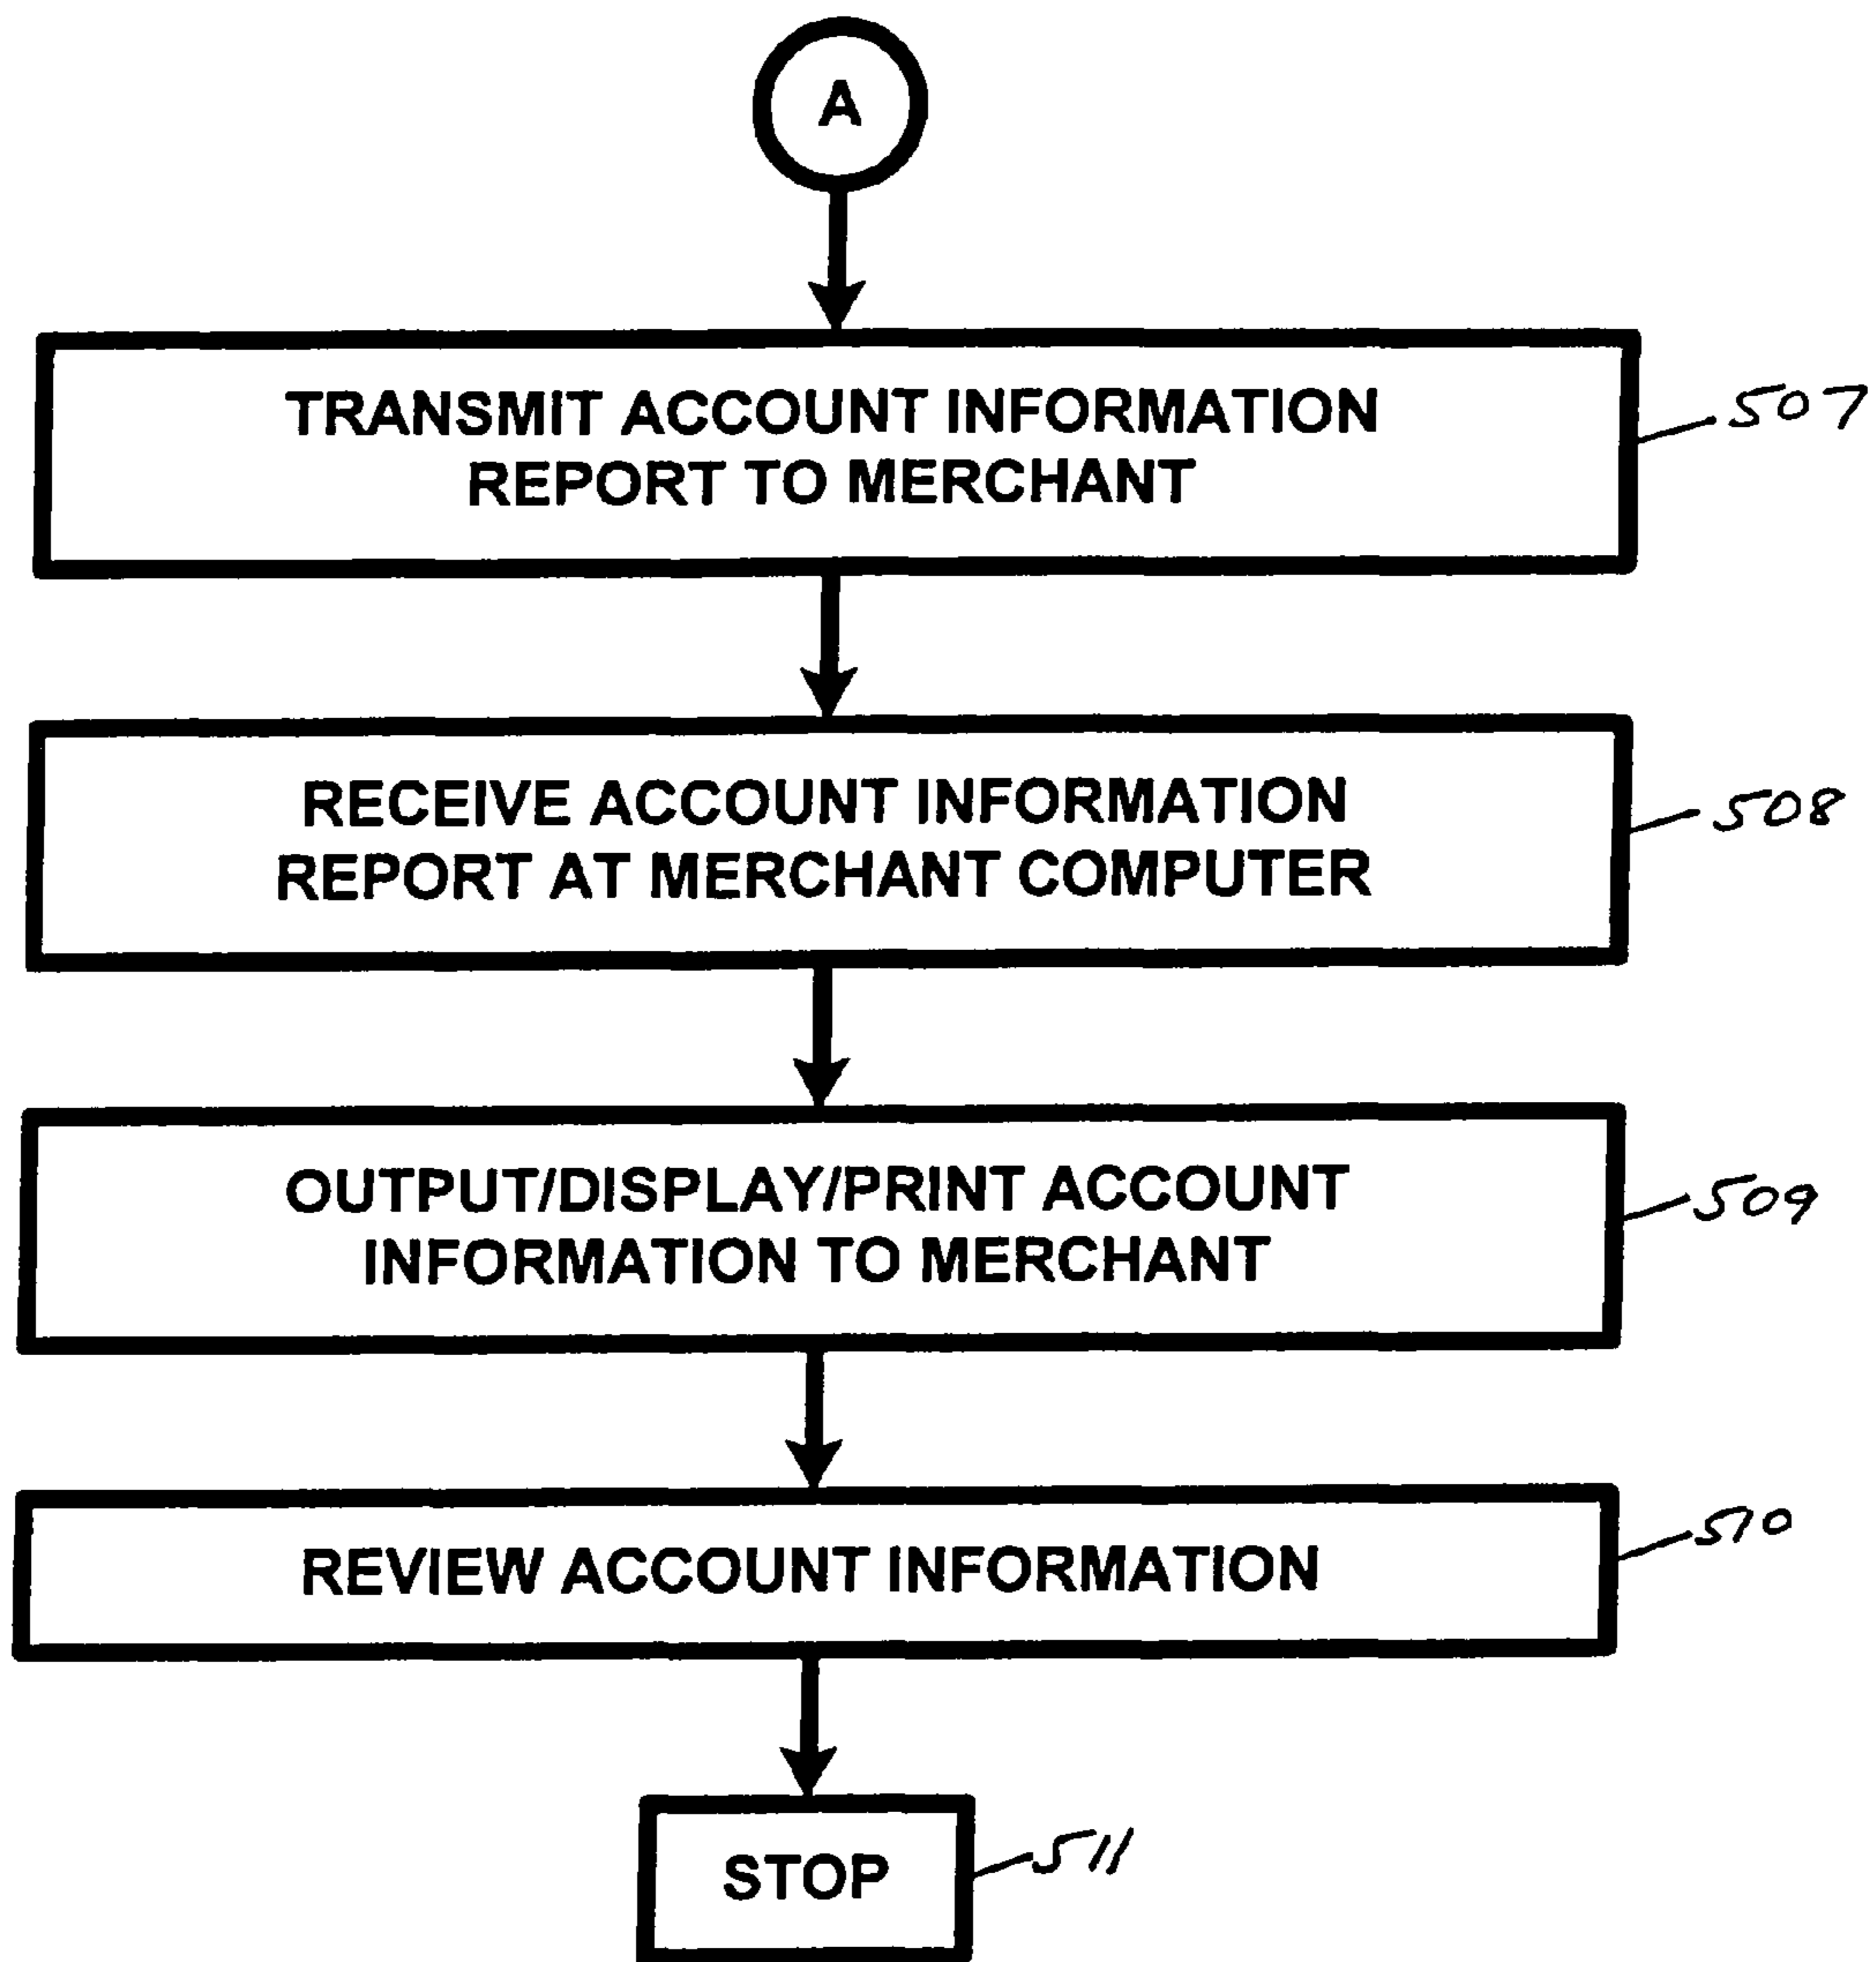 A
TRANSMIT ACCOUNT INFORMATION
REPORT TO MERCHANT
507
RECEIVE ACCOUNT INFORMATION
REPORT AT MERCHANT COMPUTER
508
OUTPUT/DISPLAY/PRINT ACCOUNT
INFORMATION TO MERCHANT
509
REVIEW ACCOUNT INFORMATION
510
STOP
511